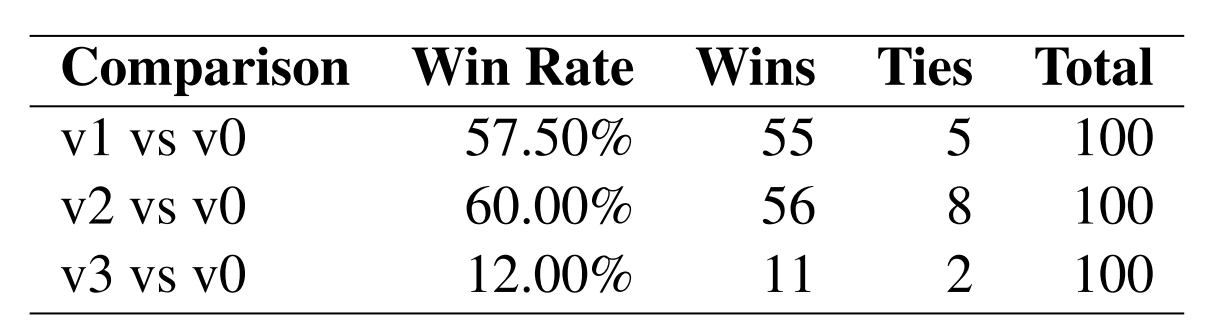 Comparison Win Rate Wins Ties Total
v1 vs v0 57.50% 55 5 100
v2 vs v0 60.00% 56 8 100
v3 vs v0 12.00% 11 2 100